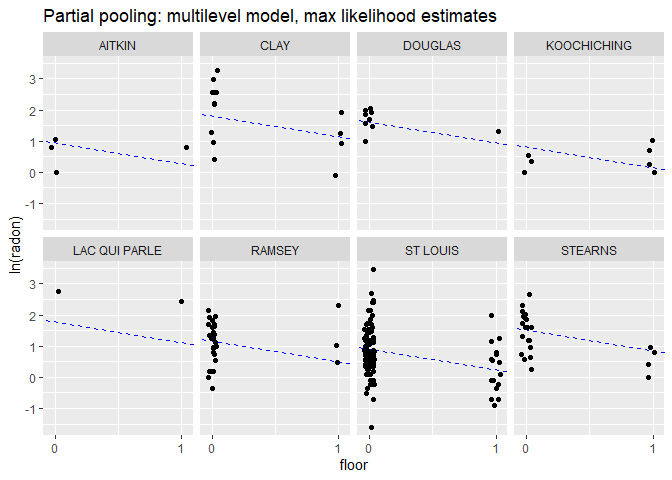 Partial pooling: multilevel model, max likelihood estimates
AITKIN CLAY DOUGLAS KOOCHICHING
3
2
1
0
-1
LAC QUI PARLE RAMSEY ST LOUIS STEARNS
3
2
1
0
-1
ln(radon)
0 1 0 1 0 1 0 1
floor